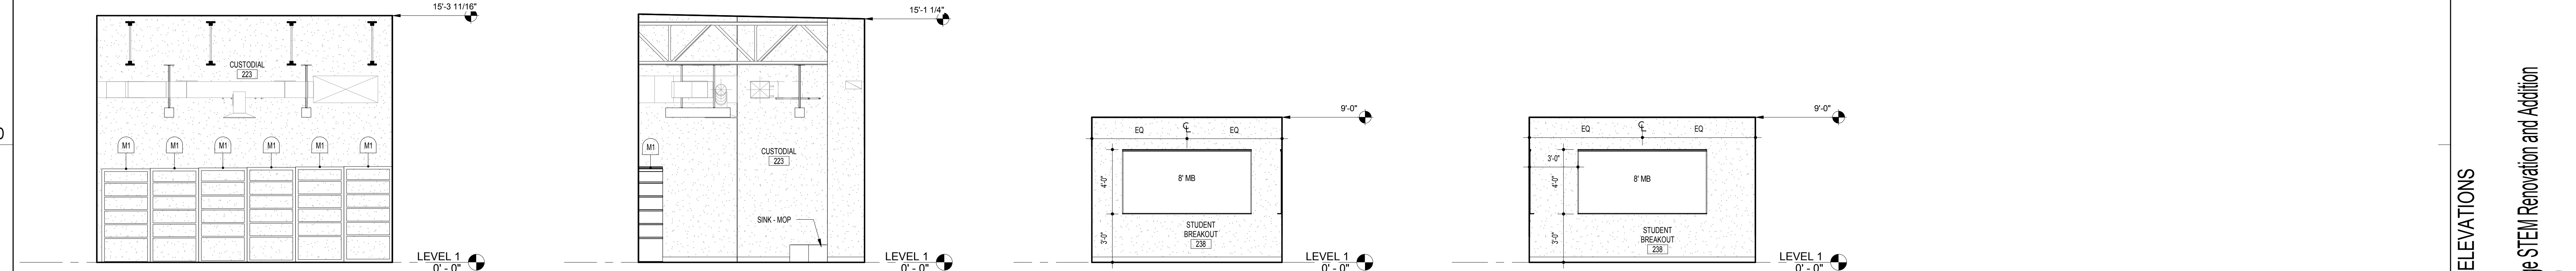 15'-3 11/16"
CUSTODIAL
223
M1 M1 M1 M1 M1 M1
LEVEL 1
0' - 0"
15'-1 1/4"
M1
CUSTODIAL
223
SINK - MOP
LEVEL 1
0' - 0"
9'-0"
EQ ℄ EQ
4'-0"
8' MB
3'-0"
STUDENT
BREAKOUT
238
LEVEL 1
0' - 0"
9'-0"
EQ ℄ EQ
3'-0"
4'-0"
8' MB
3'-0"
STUDENT
BREAKOUT
238
LEVEL 1
0' - 0"
ELEVATIONS
STEM Renovation and Addition